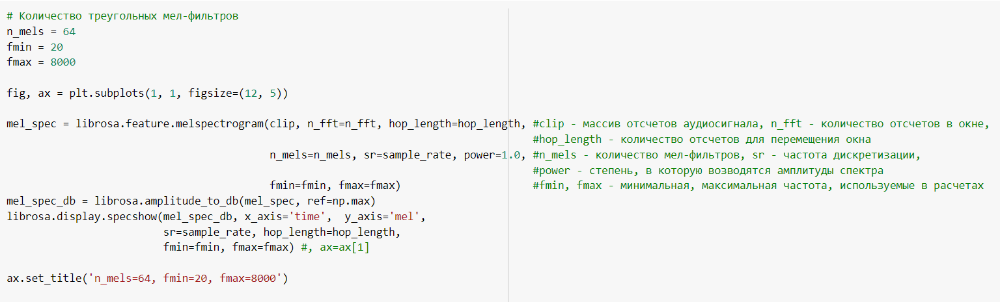 # Количество треугольных мел-фильтров
n_mels = 64
fmin = 20
fmax = 8000
fig, ax = plt.subplots(1, 1, figsize=(12, 5))
mel_spec = librosa.feature.melspectrogram(clip, n_fft=n_fft, hop_length=hop_length, #clip - массив отсчетов аудиосигнала, n_fft - количество отсчетов в окне,
#hop_length - количество отсчетов для перемещения окна
n_mels=n_mels, sr=sample_rate, power=1.0, #n_mels - количество мел-фильтров, sr - частота дискретизации,
#power - степень, в которую возводятся амплитуды спектра
fmin=fmin, fmax=fmax) #fmin, fmax - минимальная, максимальная частота, используемые в расчетах
mel_spec_db = librosa.amplitude_to_db(mel_spec, ref=np.max)
librosa.display.specshow(mel_spec_db, x_axis='time',  y_axis='mel',
sr=sample_rate, hop_length=hop_length,
fmin=fmin, fmax=fmax) #, ax=ax[1]
ax.set_title('n_mels=64, fmin=20, fmax=8000')